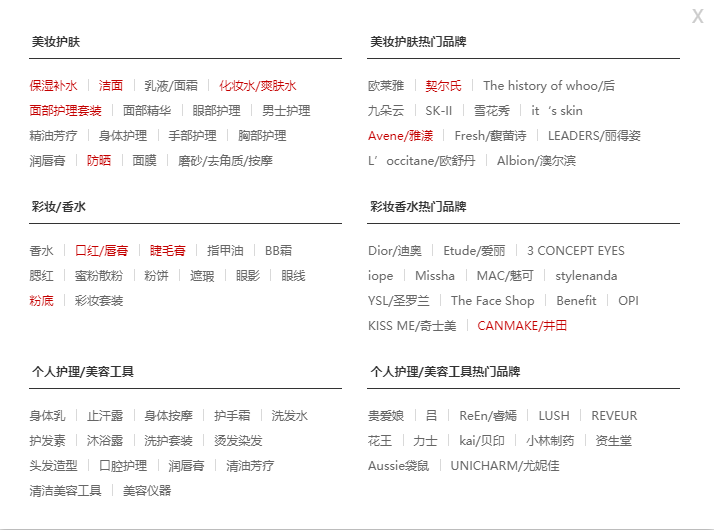 X
美妆护肤
保湿补水 | 洁面 | 乳液/面霜 | 化妆水/爽肤水
面部护理套装 | 面部精华 | 眼部护理 | 男士护理
精油芳疗 | 身体护理 | 手部护理 | 胸部护理
润唇膏 | 防晒 | 面膜 | 磨砂/去角质/按摩
美妆护肤热门品牌
欧莱雅 | 契尔氏 | The history of whoo/后
九朵云 | SK-II | 雪花秀 | it‘s skin
Avene/雅漾 | Fresh/馥蕾诗 | LEADERS/丽得姿
L’occitane/欧舒丹 | Albion/澳尔滨
彩妆/香水
香水 | 口红/唇膏 | 睫毛膏 | 指甲油 | BB霜
腮红 | 蜜粉散粉 | 粉饼 | 遮瑕 | 眼影 | 眼线
粉底 | 彩妆套装
彩妆香水热门品牌
Dior/迪奥 | Etude/爱丽 | 3 CONCEPT EYES
iope | Missha | MAC/魅可 | stylenanda
YSL/圣罗兰 | The Face Shop | Benefit | OPI
KISS ME/奇士美 | CANMAKE/井田
个人护理/美容工具
身体乳 | 止汗露 | 身体按摩 | 护手霜 | 洗发水
护发素 | 沐浴露 | 洗护套装 | 烫发染发
头发造型 | 口腔护理 | 润唇膏 | 清油芳疗
清洁美容工具 | 美容仪器
个人护理/美容工具热门品牌
贵爱娘 | 吕 | ReEn/睿嫣 | LUSH | REVEUR
花王 | 力士 | kai/贝印 | 小林制药 | 资生堂
Aussie袋鼠 | UNICHARM/尤妮佳